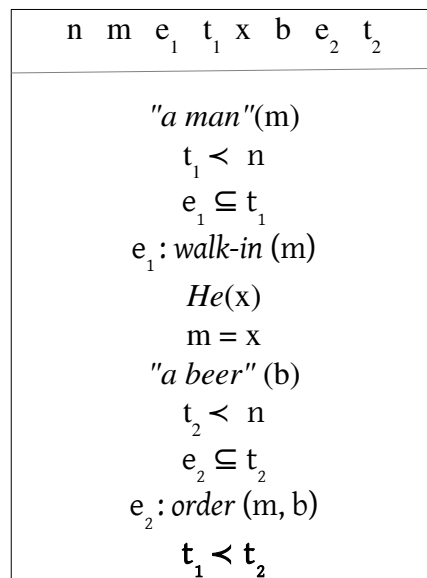 n m e₁ t₁ x b e₂ t₂
"a man"(m)
t₁ ≺ n
e₁ ⊆ t₁
e₁: walk-in (m)
He(x)
m = x
"a beer" (b)
t₂ ≺ n
e₂ ⊆ t₂
e₂: order (m, b)
t₁ ≺ t₂